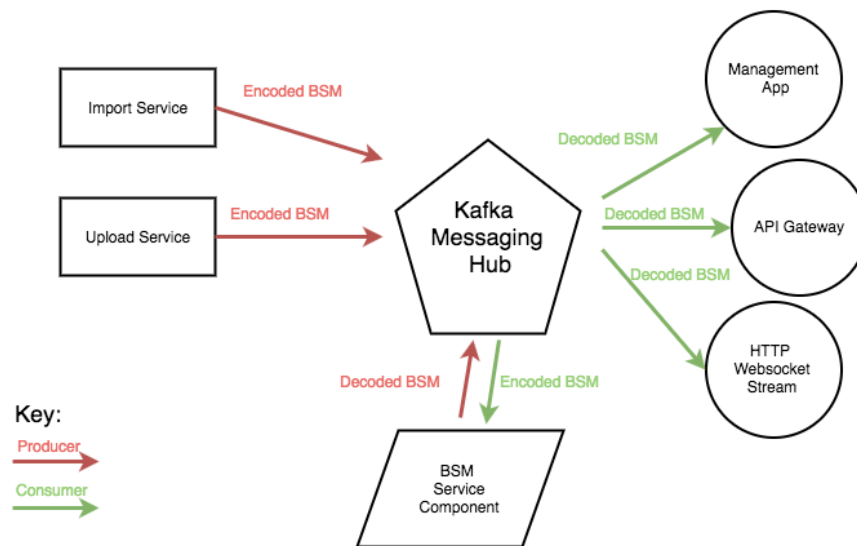 Management
App
Encoded BSM
Import Service
Decoded BSM
Kafka
Messaging
Hub
Encoded BSM
Upload Service
Decoded BSM
API Gateway
Decoded BSM
HTTP
Websocket
Stream
Decoded BSM
Encoded BSM
Key:
Producer
Consumer
BSM
Service
Component